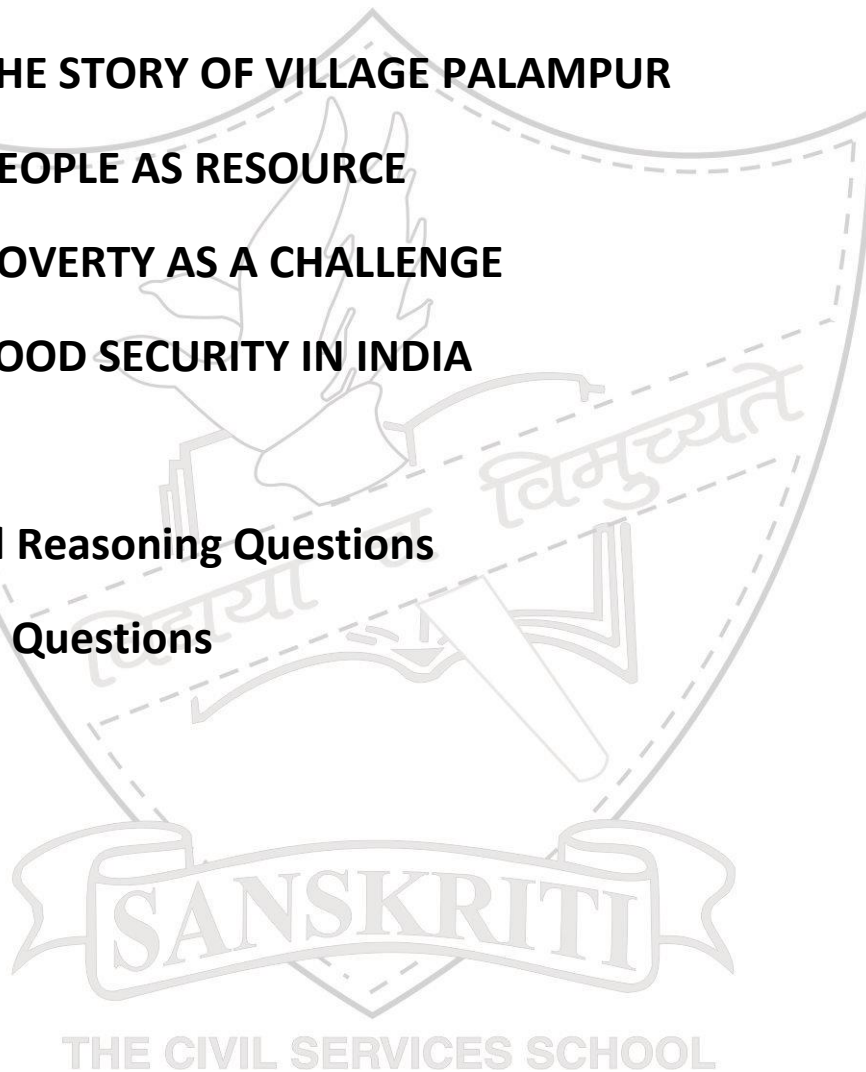 HE STORY OF VILLAGE PALAMPUR
EOPLE AS RESOURCE
OVERTY AS A CHALLENGE
OOD SECURITY IN INDIA
विद्यया न विमुच्यते
l Reasoning Questions
Questions
SANSKRITI
THE CIVIL SERVICES SCHOOL